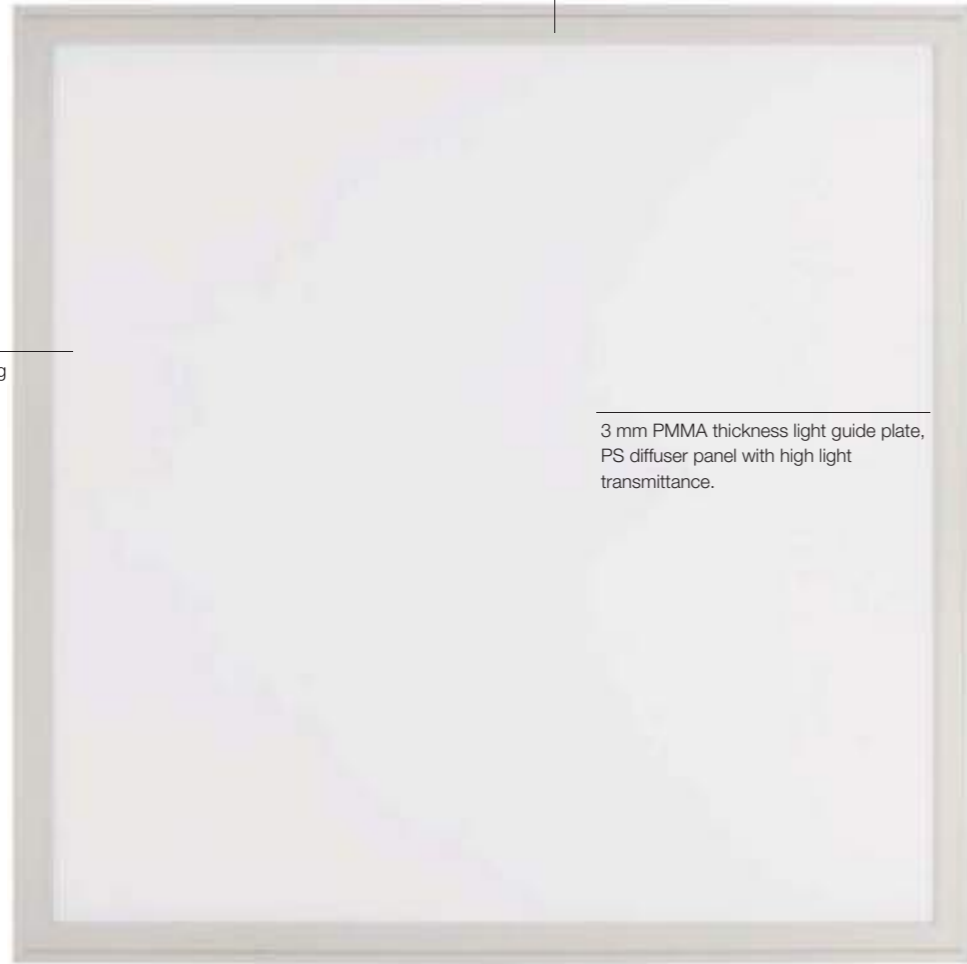 3 mm PMMA thickness light guide plate,
PS diffuser panel with high light
transmittance.